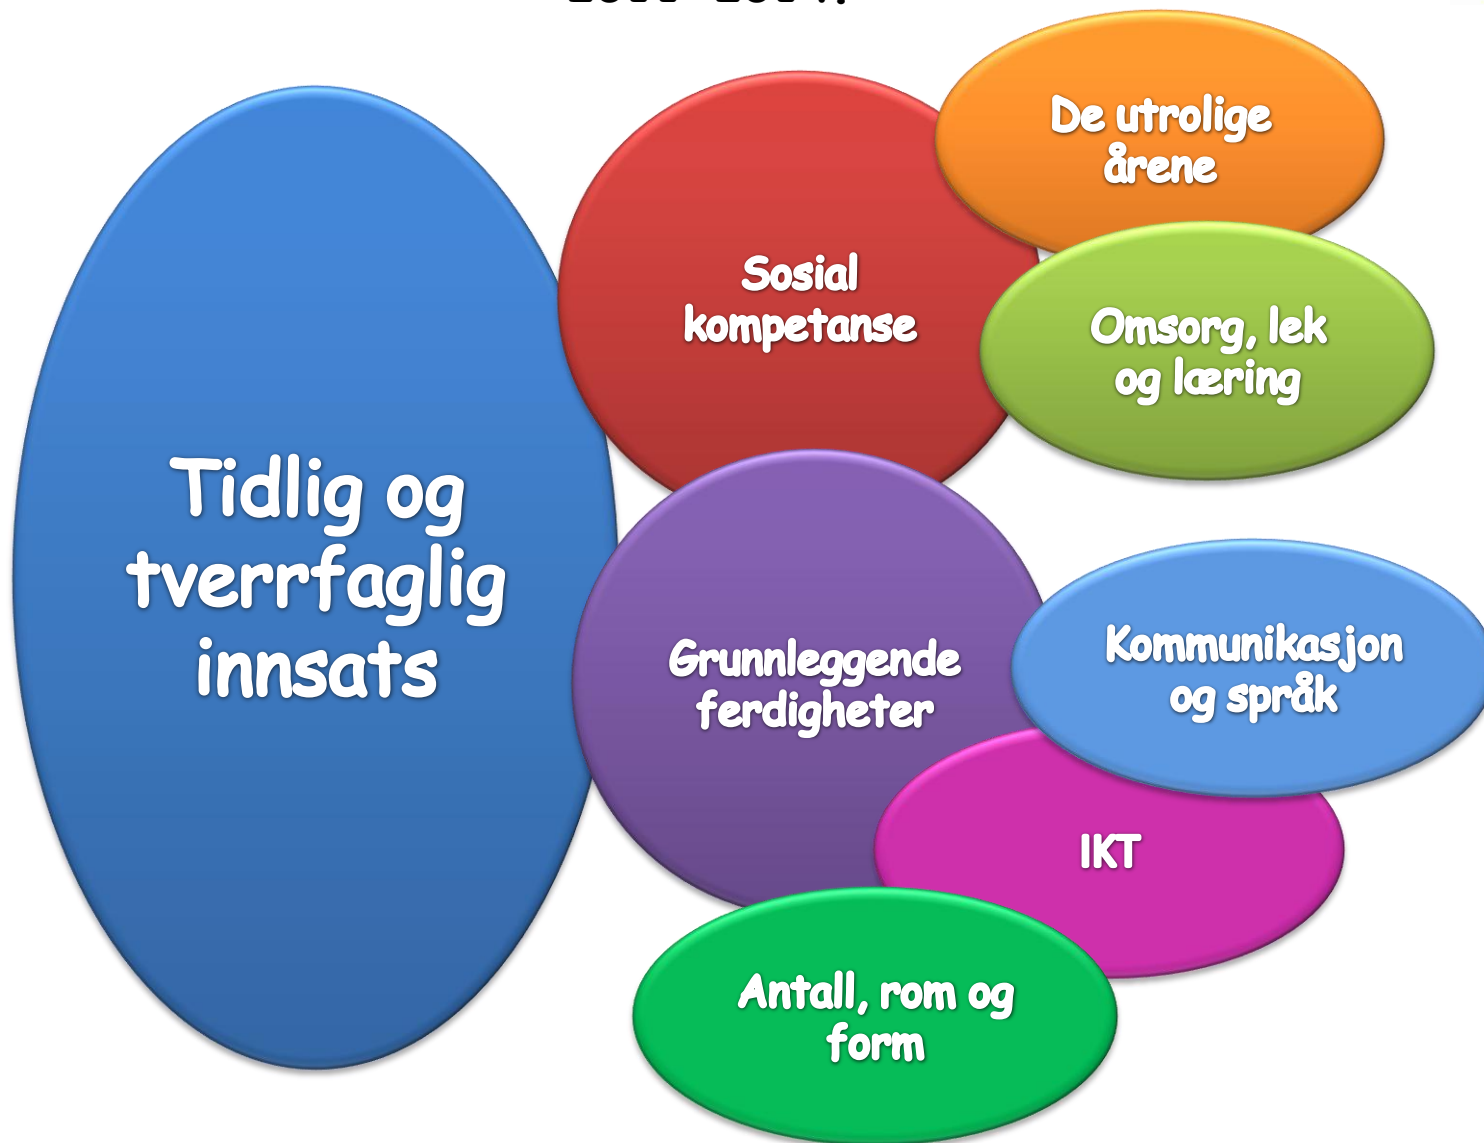 Tidlig og
tverrfaglig
innsats
Sosial
kompetanse
De utrolige
årene
Omsorg, lek
og læring
Grunnleggende
ferdigheter
Kommunikasjon
og språk
IKT
Antall, rom og
form